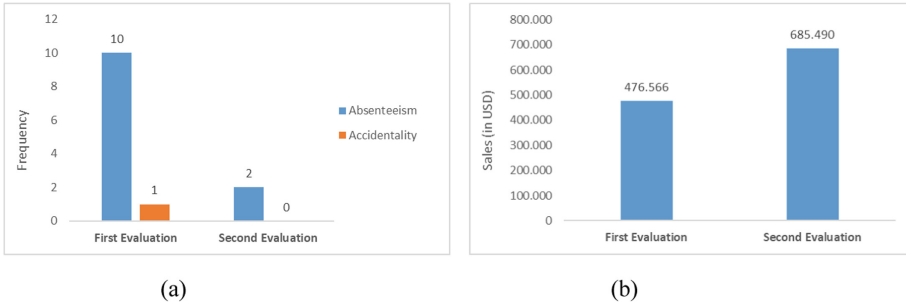 12
10
8
6
4
2
0
Frequency
10
1
2
0
First Evaluation Second Evaluation
Absenteeism
Accidentality
(a)
800.000
700.000
600.000
500.000
400.000
300.000
200.000
100.000
0
Sales (in USD)
476.566
685.490
First Evaluation Second Evaluation
(b)